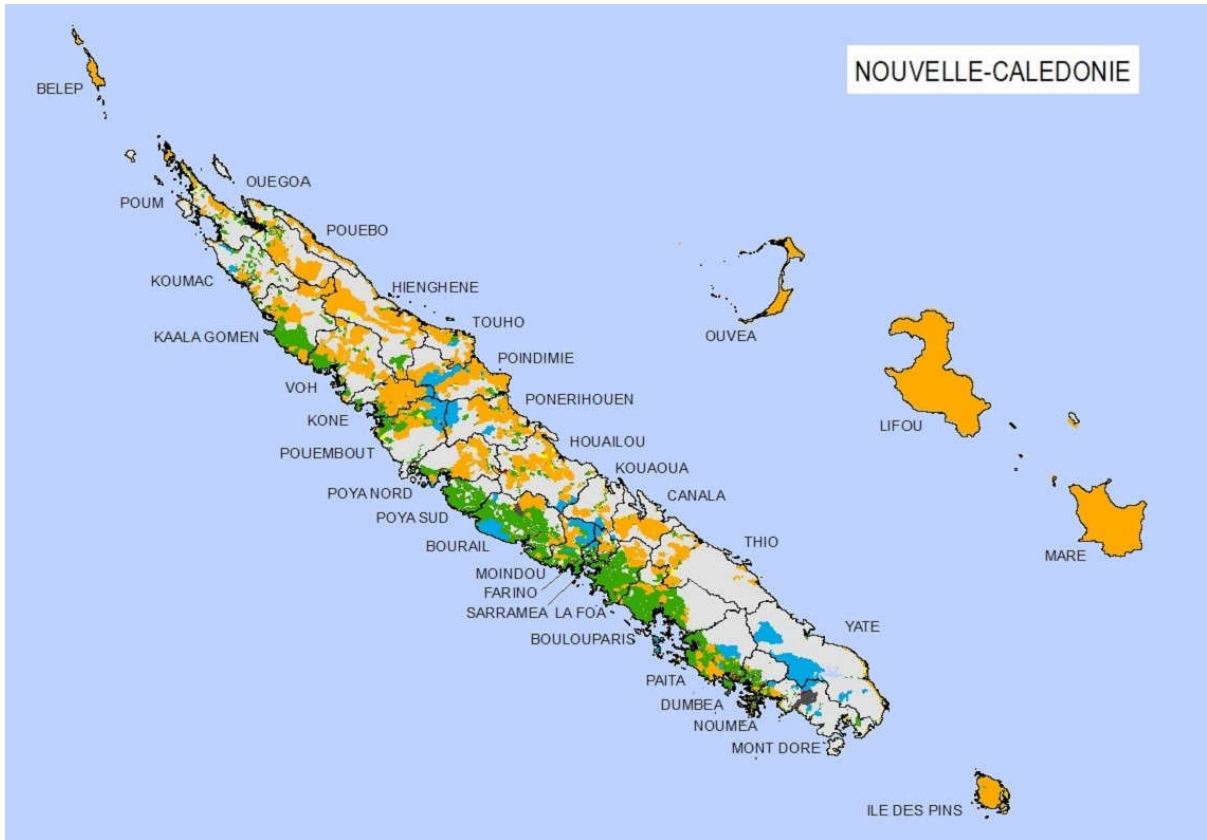 NOUVELLE-CALEDONIE
BELEP
OUEGOA
POUM
POUEBO
KOUMAC
HIENGHENE
TOUHO
OUVEA
KAALA GOMEN
POINDIMIE
VOH
PONERIHOUEN
LIFOU
KONE
HOUAILOU
POUEMBOUT
KOUAOUA
POYA NORD
CANALA
POYA SUD
THIO
BOURAIL
MARE
MOINDOU
FARINO
SARRAMEA LA FOA
BOULOUPARIS
YATE
PAITA
DUMBEA
NOUMEA
MONT DORE
ILE DES PINS